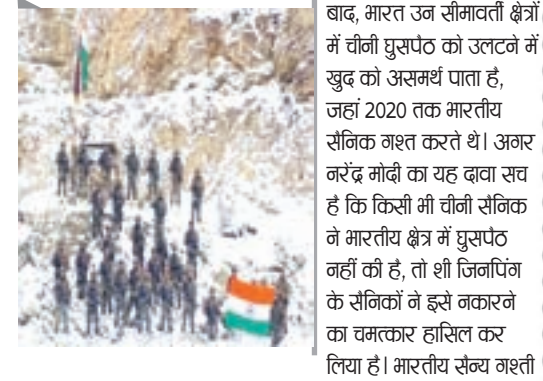 बाद, भारत उन सीमावर्ती क्षेत्रों
में चीनी घुसपैठ को उलटने में
खुद को असमर्थ पाता है,
जहां 2020 तक भारतीय
सैनिक गश्त करते थे। अगर
नरेंद्र मोदी का यह दावा सच
है कि किसी भी चीनी सैनिक
ने भारतीय क्षेत्र में घुसपैठ
नहीं की है, तो शी जिनपिंग
के सैनिकों ने इसे नकारने
का चमत्कार हासिल कर
लिया है। भारतीय सैन्य गश्ती